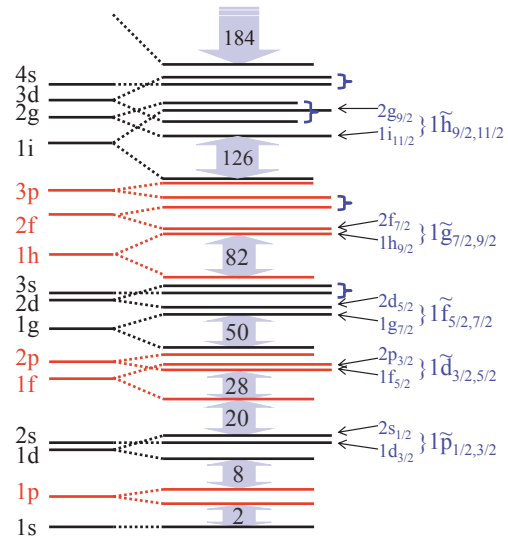 184
4s
3d
2g
1i
2g9/2
1i11/2
} 1h̃9/2,11/2
126
3p
2f
1h
2f7/2
1h9/2
} 1g̃7/2,9/2
82
3s
2d
1g
2d5/2
1g7/2
} 1f̃5/2,7/2
50
2p
1f
2p3/2
1f5/2
} 1d̃3/2,5/2
28
20
2s
1d
2s1/2
1d3/2
} 1p̃1/2,3/2
8
1p
2
1s